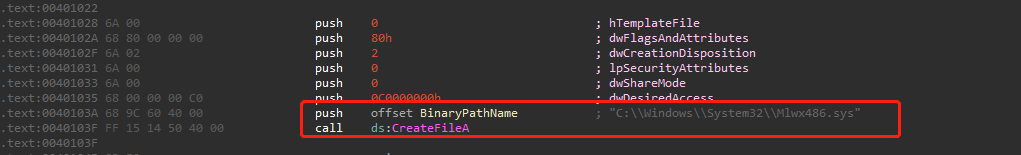 .text:00401022
.text:00401028 6A 00 push 0 ; hTemplateFile
.text:0040102A 68 80 00 00 00 push 80h ; dwFlagsAndAttributes
.text:0040102F 6A 02 push 2 ; dwCreationDisposition
.text:00401031 6A 00 push 0 ; lpSecurityAttributes
.text:00401033 6A 00 push 0 ; dwShareMode
.text:00401035 68 00 00 00 C0 push 0C0000000h ; dwDesiredAccess
.text:0040103A 68 9C 60 40 00 push offset BinaryPathName ; "C:\\Windows\\System32\\Mlwx486.sys"
.text:0040103F FF 15 14 50 40 00 call ds:CreateFileA
.text:0040103F